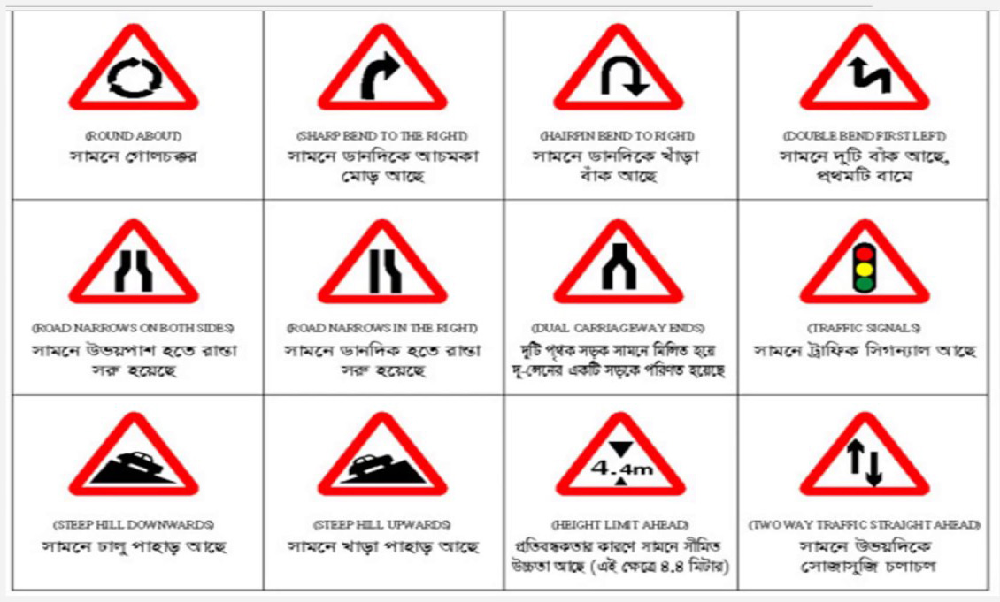 (ROUND ABOUT)
সামনে গোলচক্কর
(SHARP BEND TO THE RIGHT)
সামনে ডানদিকে আচমকা
মোড় আছে
(HAIRPIN BEND TO RIGHT)
সামনে ডানদিকে খাঁড়া
বাঁক আছে
(DOUBLE BEND FIRST LEFT)
সামনে দুটি বাঁক আছে,
প্রথমটি বামে
(ROAD NARROWS ON BOTH SIDES)
সামনে উভয়পাশ হতে রাস্তা
সরু হয়েছে
(ROAD NARROWS IN THE RIGHT)
সামনে ডানদিক হতে রাস্তা
সরু হয়েছে
(DUAL CARRIAGEWAY ENDS)
দুটি পৃথক সড়ক সামনে মিলিত হয়ে
দু-লেনের একটি সড়কে পরিণত হয়েছে
(TRAFFIC SIGNALS)
সামনে ট্রাফিক সিগন্যাল আছে
(STEEP HILL DOWNWARDS)
সামনে ঢালু পাহাড় আছে
(STEEP HILL UPWARDS)
সামনে খাড়া পাহাড় আছে
4.4m
(HEIGHT LIMIT AHEAD)
প্রতিবন্ধকতার কারণে সামনে সীমিত
উচ্চতা আছে (এই ক্ষেত্রে ৪.৪ মিটার)
(TWO WAY TRAFFIC STRAIGHT AHEAD)
সামনে উভয়দিকে
সোজাসুজি চলাচল